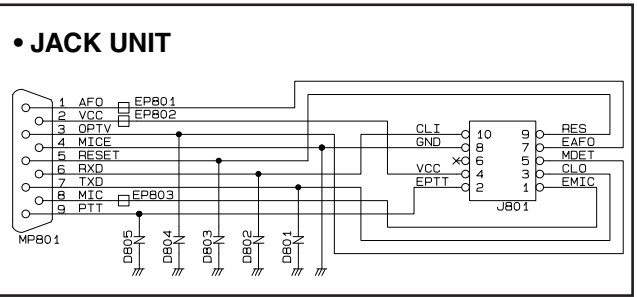 • JACK UNIT
1 AFO EP801
2 VCC EP802
3 OPTV
4 MICE
5 RESET
6 RXD
7 TXD
8 MIC EP803
9 PTT
MP801
D805
D804
D803
D802
D801
CLI 10 9 RES
GND 8 7 EAFO
6 5 MDET
VCC 4 3 CLO
EPTT 2 1 EMIC
J801